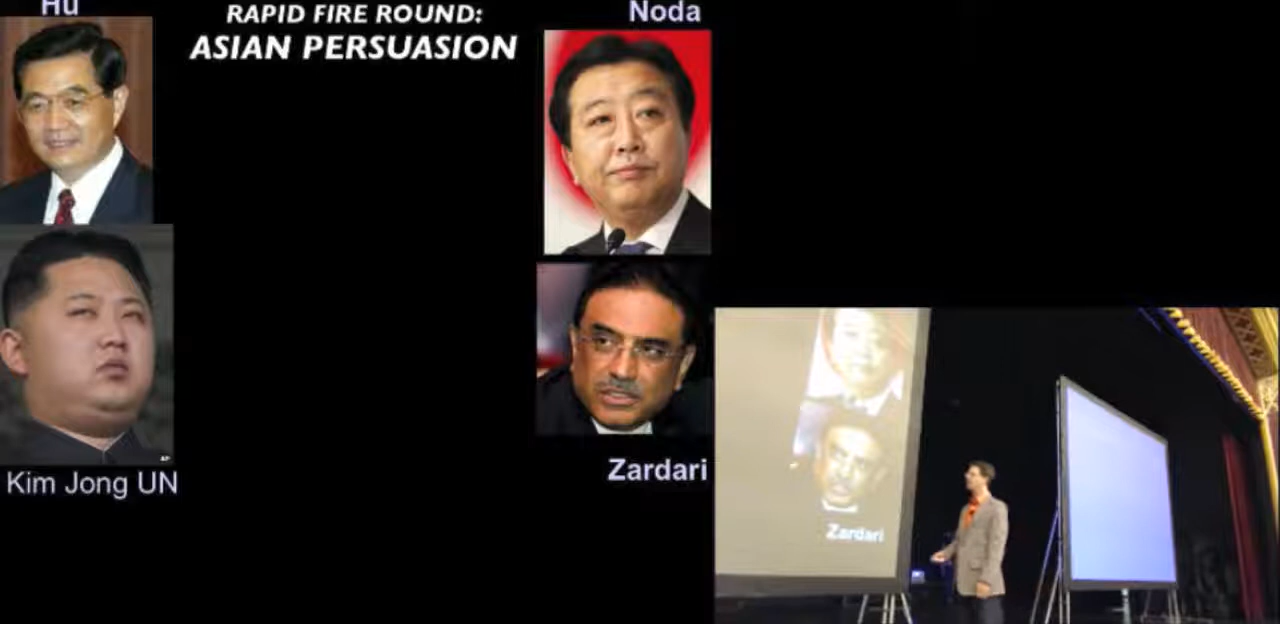 Hu
RAPID FIRE ROUND:
ASIAN PERSUASION
Noda
Kim Jong UN
Zardari
Zardari